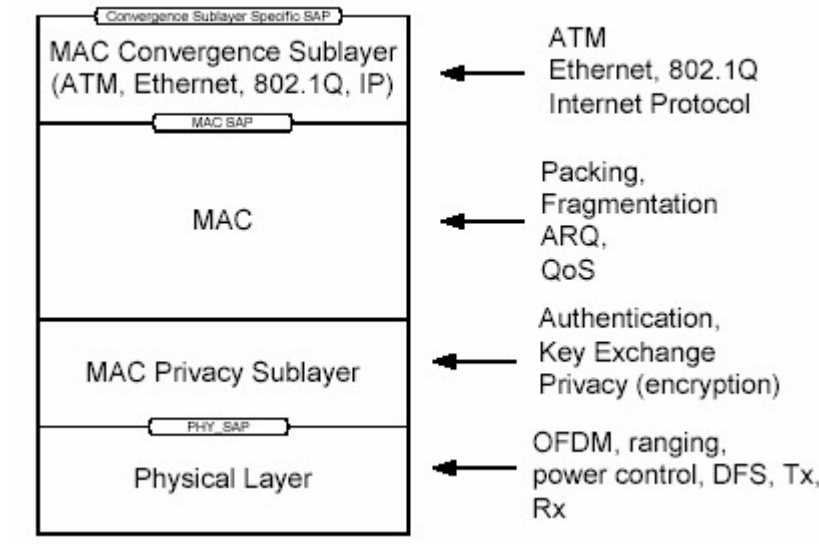 Convergence Sublayer Specific SAP
MAC Convergence Sublayer
(ATM, Ethernet, 802.1Q, IP)
ATM
Ethernet, 802.1Q
Internet Protocol
MAC SAP
MAC
Packing,
Fragmentation
ARQ,
QoS
MAC Privacy Sublayer
Authentication,
Key Exchange
Privacy (encryption)
PHY_SAP
Physical Layer
OFDM, ranging,
power control, DFS, Tx,
Rx